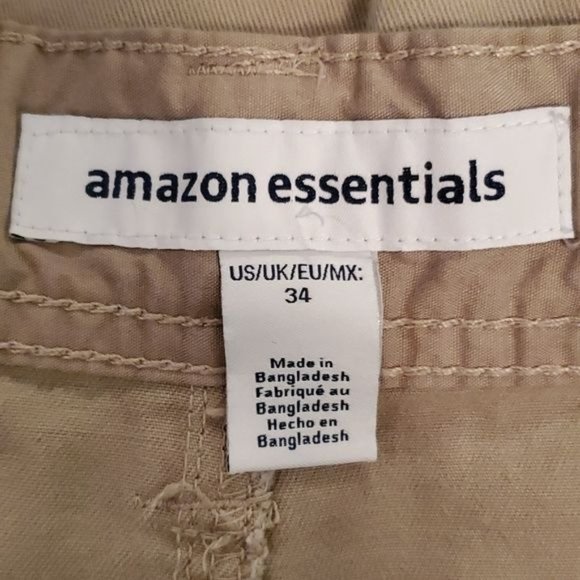 amazon essentials
US/UK/EU/MX:
34
Made in
Bangladesh
Fabriqué au
Bangladesh
Hecho en
Bangladesh